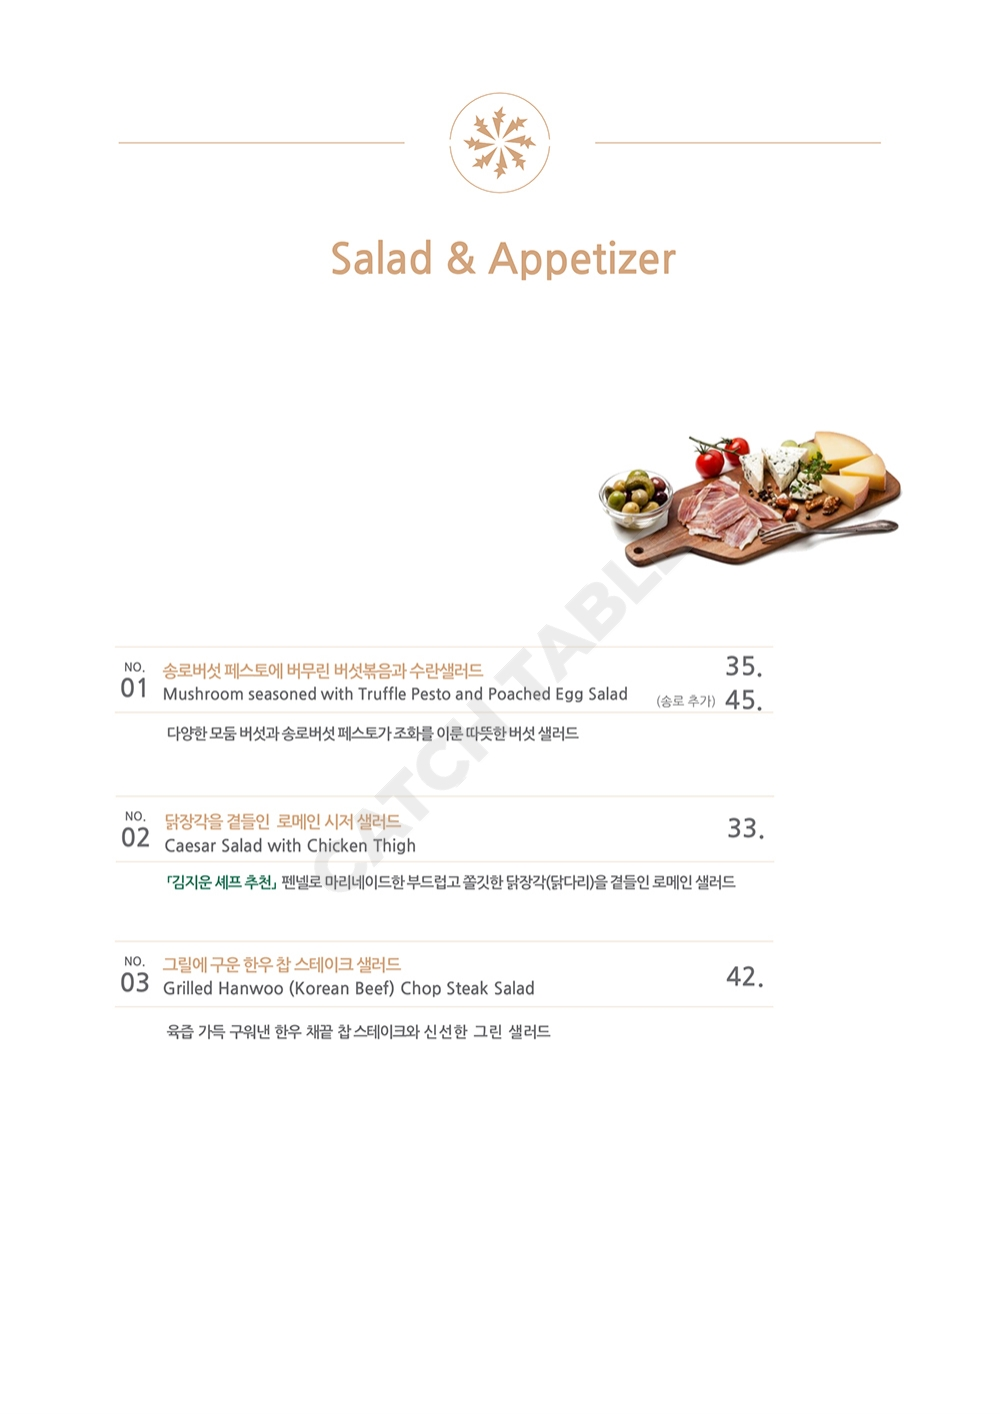 Salad & Appetizer
NO.
01
송로버섯 페스토에 버무린 버섯볶음과 수란샐러드
35.
Mushroom seasoned with Truffle Pesto and Poached Egg Salad
(송로 추가) 45.
다양한 모둠 버섯과 송로버섯 페스토가 조화를 이룬 따뜻한 버섯 샐러드
NO.
02
닭장각을 곁들인 로메인 시저 샐러드
33.
Caesar Salad with Chicken Thigh
「김지운 셰프 추천」 펜넬로 마리네이드한 부드럽고 쫄깃한 닭장각(닭다리)을 곁들인 로메인 샐러드
NO.
03
그릴에 구운 한우 찹 스테이크 샐러드
42.
Grilled Hanwoo (Korean Beef) Chop Steak Salad
육즙 가득 구워낸 한우 채끝 찹 스테이크와 신선한 그린 샐러드
CATCH TABLE